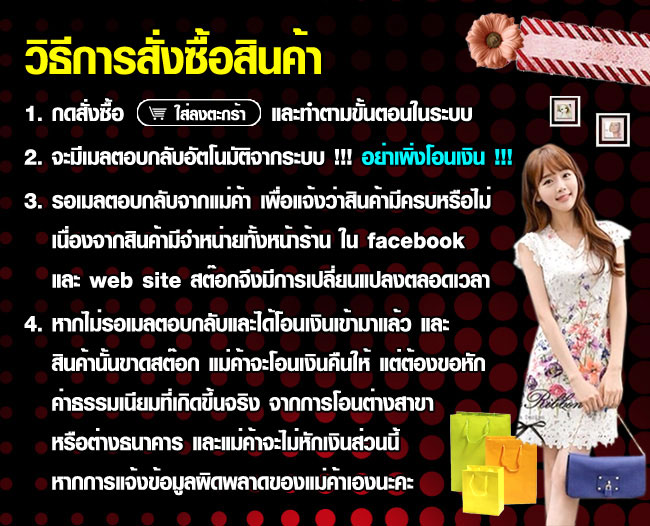 วิธีการสั่งซื้อสินค้า
1. กดสั่งซื้อ ใส่ลงตะกร้า และทำตามขั้นตอนในระบบ
2. จะมีเมลตอบกลับอัตโนมัติจากระบบ !!! อย่าเพิ่งโอนเงิน !!!
3. รอเมลตอบกลับจากแม่ค้า เพื่อแจ้งว่าสินค้ามีครบหรือไม่
เนื่องจากสินค้ามีจำหน่ายทั้งหน้าร้าน ใน facebook
และ web site สต๊อกจึงมีการเปลี่ยนแปลงตลอดเวลา
4. หากไม่รอเมลตอบกลับและได้โอนเงินเข้ามาแล้ว และ
สินค้านั้นขาดสต๊อก แม่ค้าจะโอนเงินคืนให้ แต่ต้องขอหัก
ค่าธรรมเนียมที่เกิดขึ้นจริง จากการโอนต่างสาขา
หรือต่างธนาคาร และแม่ค้าจะไม่หักเงินส่วนนี้
หากการแจ้งข้อมูลผิดพลาดของแม่ค้าเองนะคะ
Ribbon